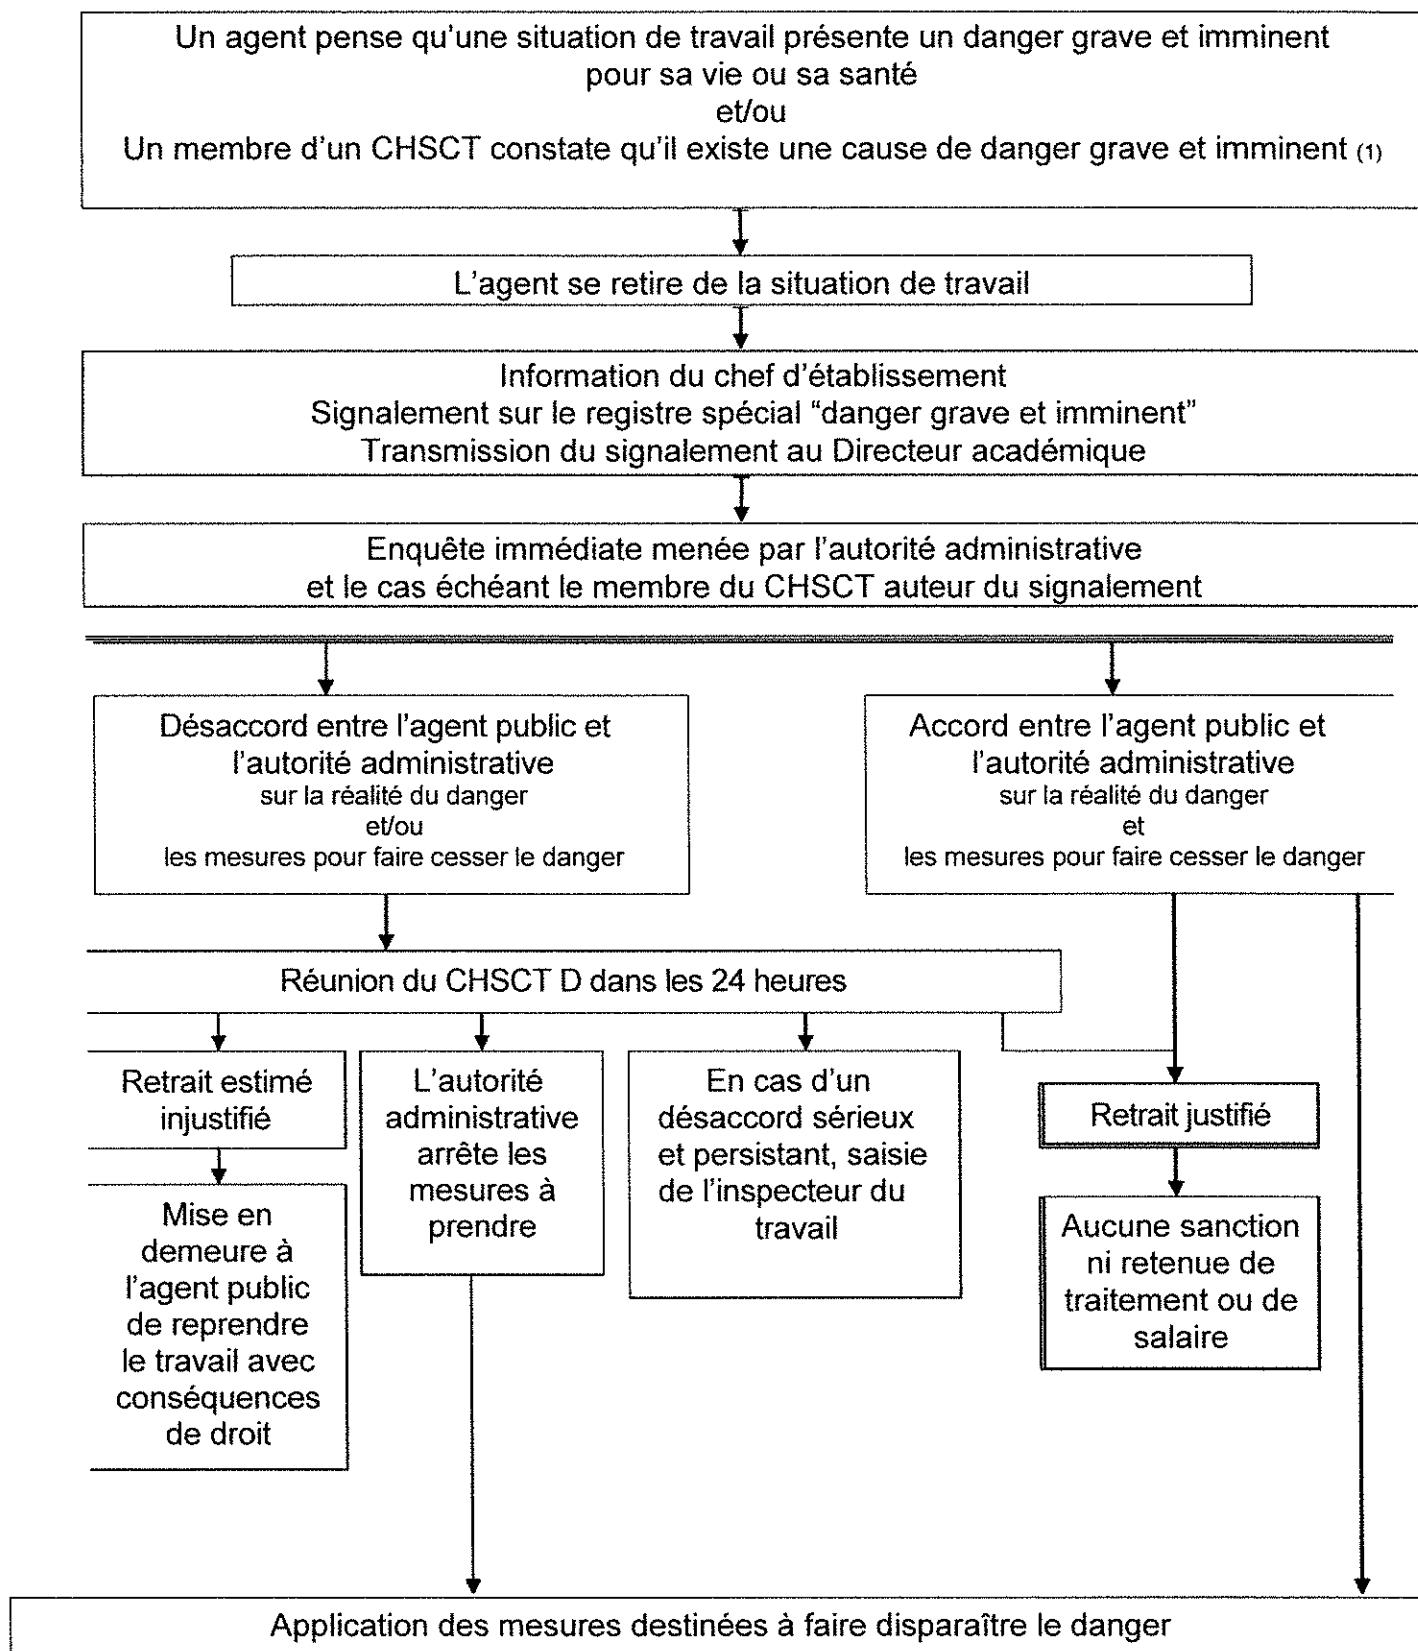 Un agent pense qu’une situation de travail présente un danger grave et imminent
pour sa vie ou sa santé
et/ou
Un membre d’un CHSCT constate qu’il existe une cause de danger grave et imminent (1)
L’agent se retire de la situation de travail
Information du chef d’établissement
Signalement sur le registre spécial “danger grave et imminent”
Transmission du signalement au Directeur académique
Enquête immédiate menée par l’autorité administrative
et le cas échéant le membre du CHSCT auteur du signalement
Désaccord entre l’agent public et
l’autorité administrative
sur la réalité du danger
et/ou
les mesures pour faire cesser le danger
Accord entre l’agent public et
l’autorité administrative
sur la réalité du danger
et
les mesures pour faire cesser le danger
Réunion du CHSCT D dans les 24 heures
Retrait estimé
injustifié
L’autorité
administrative
arrête les
mesures à
prendre
En cas d’un
désaccord sérieux
et persistant, saisie
de l’inspecteur du
travail
Retrait justifié
Mise en
demeure à
l’agent public
de reprendre
le travail avec
conséquences
de droit
Aucune sanction
ni retenue de
traitement ou de
salaire
Application des mesures destinées à faire disparaître le danger